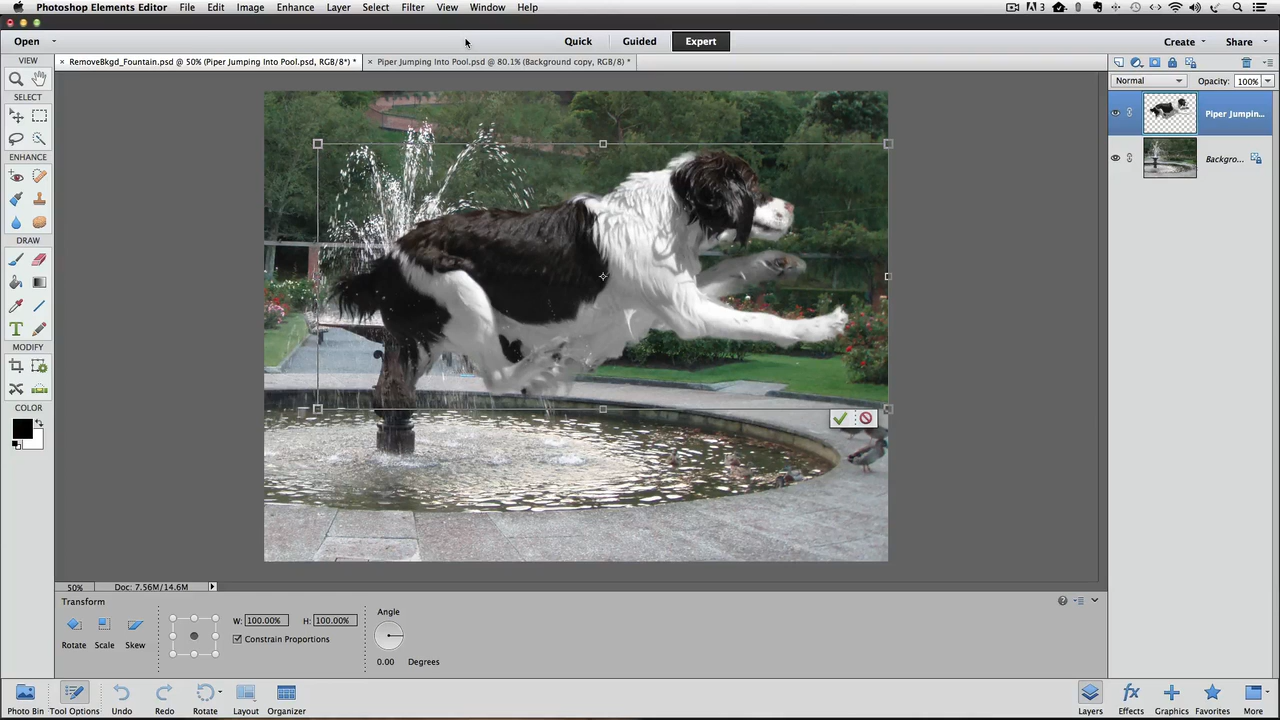 Photoshop Elements Editor File Edit Image Enhance Layer Select Filter View Window Help 3
Open Quick Guided Expert Create Share
× RemoveBkgd_Fountain.psd @ 50% (Piper Jumping Into Pool.psd, RGB/8*) * × Piper Jumping Into Pool.psd @ 80.1% (Background copy, RGB/8) *
VIEW
SELECT
ENHANCE
DRAW
T
MODIFY
COLOR
Normal Opacity: 100%
Piper Jumpin...
Backgro...
50% Doc: 7.56M/14.6M
Transform
Rotate Scale Skew
W: 100.00% H: 100.00%
Constrain Proportions
Angle
0.00 Degrees
Photo Bin Tool Options Undo Redo Rotate Layout Organizer Layers Effects Graphics Favorites More